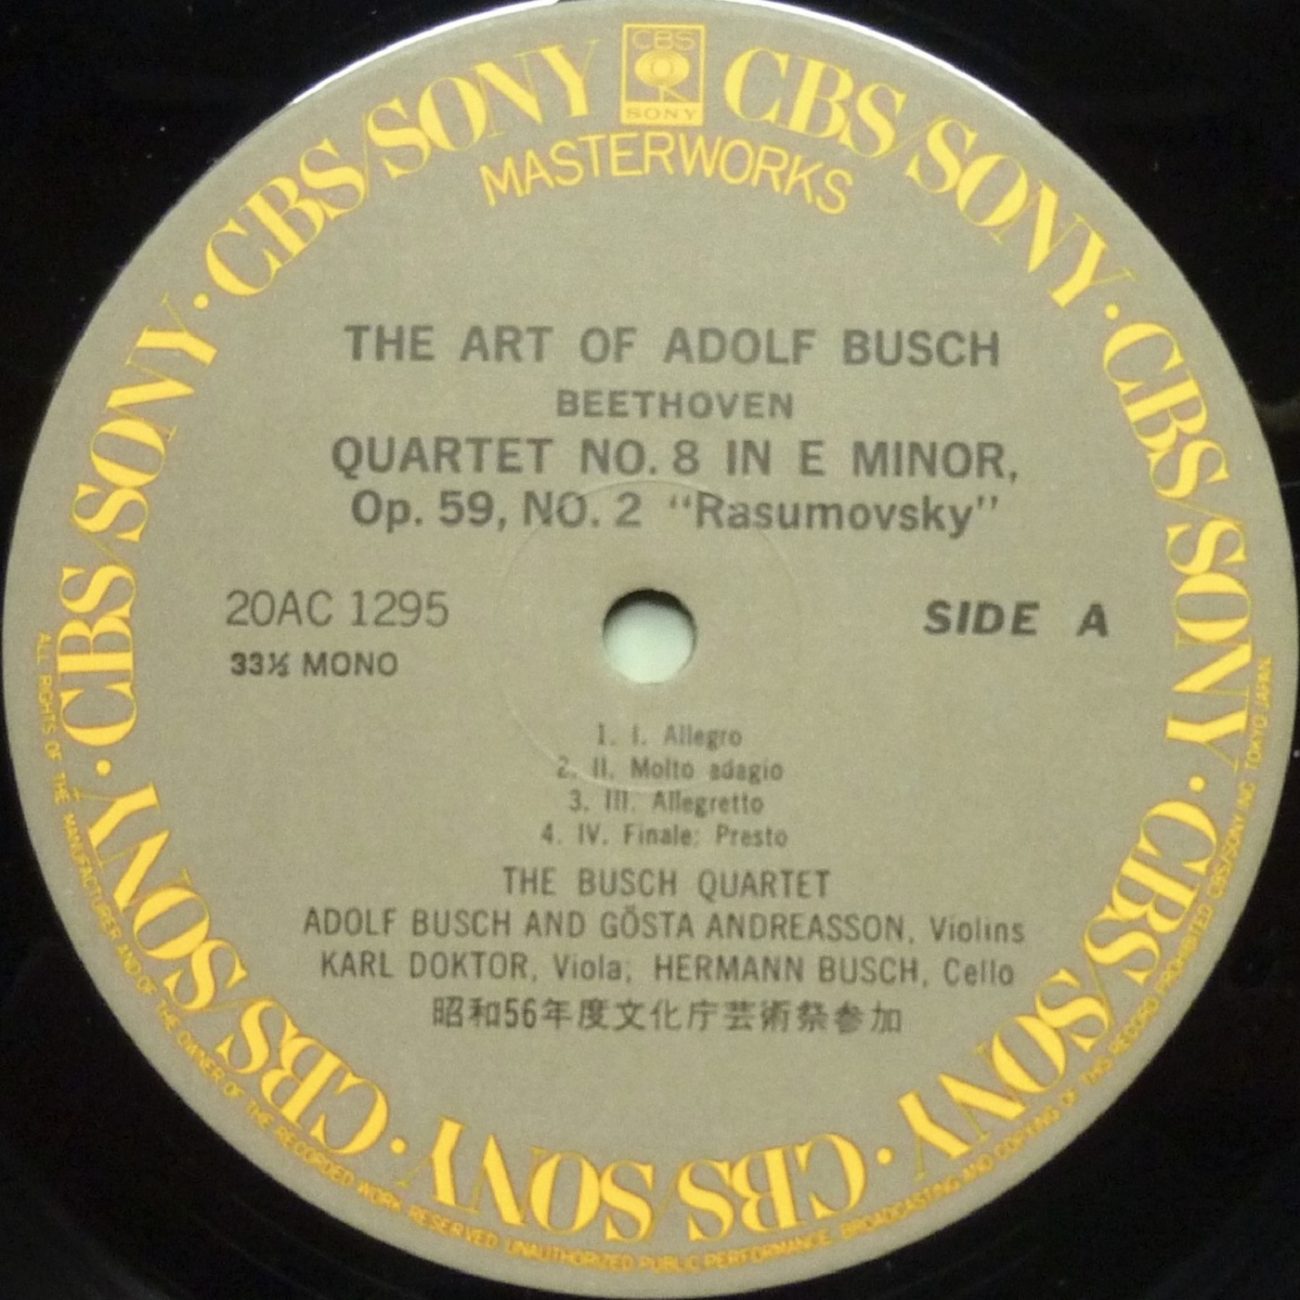 CBS
SONY
CBS/SONY · CBS/SONY · CBS/SONY · CBS/SONY · CBS/SONY · CBS/SONY · CBS/SONY · CBS/SONY
MASTERWORKS
THE ART OF ADOLF BUSCH
BEETHOVEN
QUARTET NO. 8 IN E MINOR,
Op. 59, NO. 2 “Rasumovsky”
20AC 1295
SIDE A
33⅓ MONO
1. I. Allegro
2. II. Molto adagio
3. III. Allegretto
4. IV. Finale; Presto
THE BUSCH QUARTET
ADOLF BUSCH AND GÖSTA ANDREASSON, Violins
KARL DOKTOR, Viola; HERMANN BUSCH, Cello
昭和56年度文化庁芸術祭参加
ALL RIGHTS OF THE MANUFACTURER AND OF THE OWNER OF THE RECORDED WORK RESERVED. UNAUTHORIZED PUBLIC PERFORMANCE, BROADCASTING AND COPYING OF THIS RECORD PROHIBITED CBS/SONY INC. TOKYO, JAPAN.